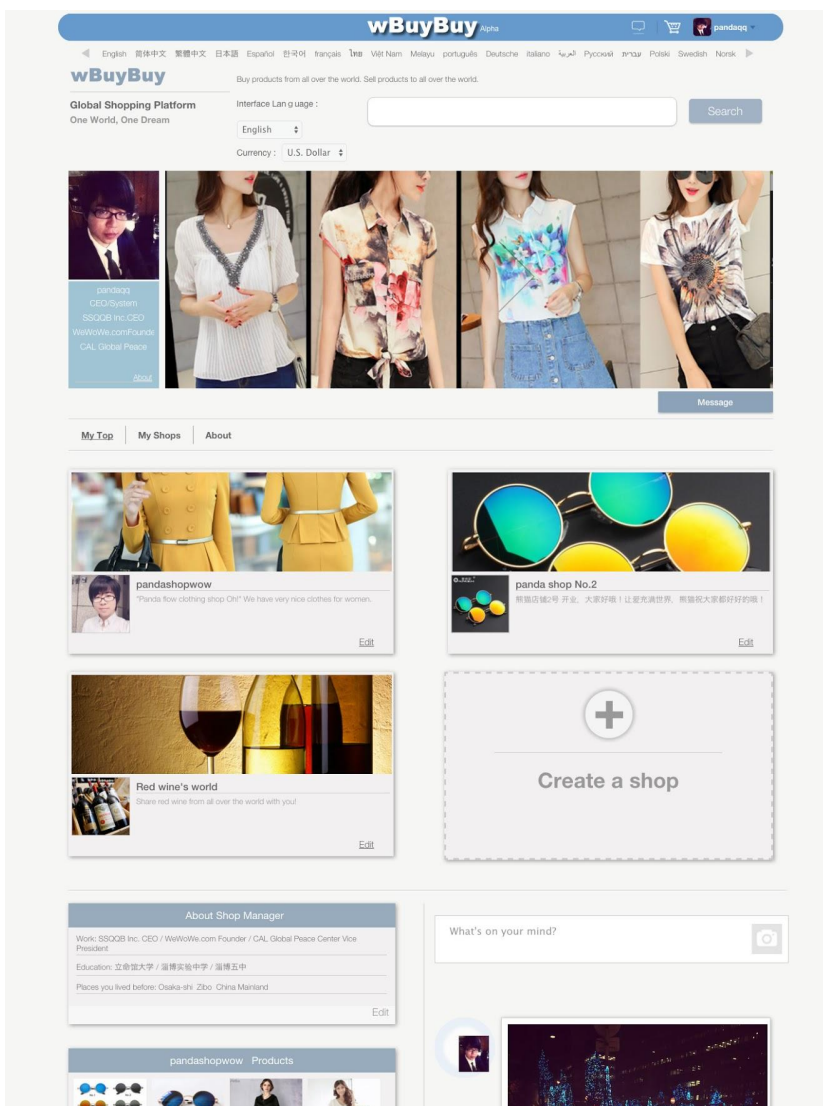 wBuyBuy Alpha
pandaqq
English 简体中文 繁體中文 日本語 Español 한국어 français ไทย Việt Nam Melayu português Deutsche italiano العربية Русский עברית Polski Swedish Norsk
wBuyBuy
Buy products from all over the world. Sell products to all over the world.
Global Shopping Platform
One World, One Dream
Interface Language :
Search
English
Currency : U.S. Dollar
pandaqq
CEO/System
SSQQB Inc.CEO
WeWoWe.comFounde
CAL Global Peace
About
Message
My Top
My Shops
About
pandashopwow
"Panda flow clothing shop Oh!" We have very nice clothes for women.
Edit
panda shop No.2
熊猫店铺2号 开业，大家好哦！让爱充满世界，熊猫祝大家都好好的哦！
Edit
Red wine's world
Share red wine from all over the world with you!
Edit
Create a shop
About Shop Manager
Work: SSQQB Inc. CEO / WeWoWe.com Founder / CAL Global Peace Center Vice
President
Education: 立命馆大学 / 淄博实验中学 / 淄博五中
Places you lived before: Osaka-shi Zibo China Mainland
Edit
What's on your mind?
pandashopwow Products